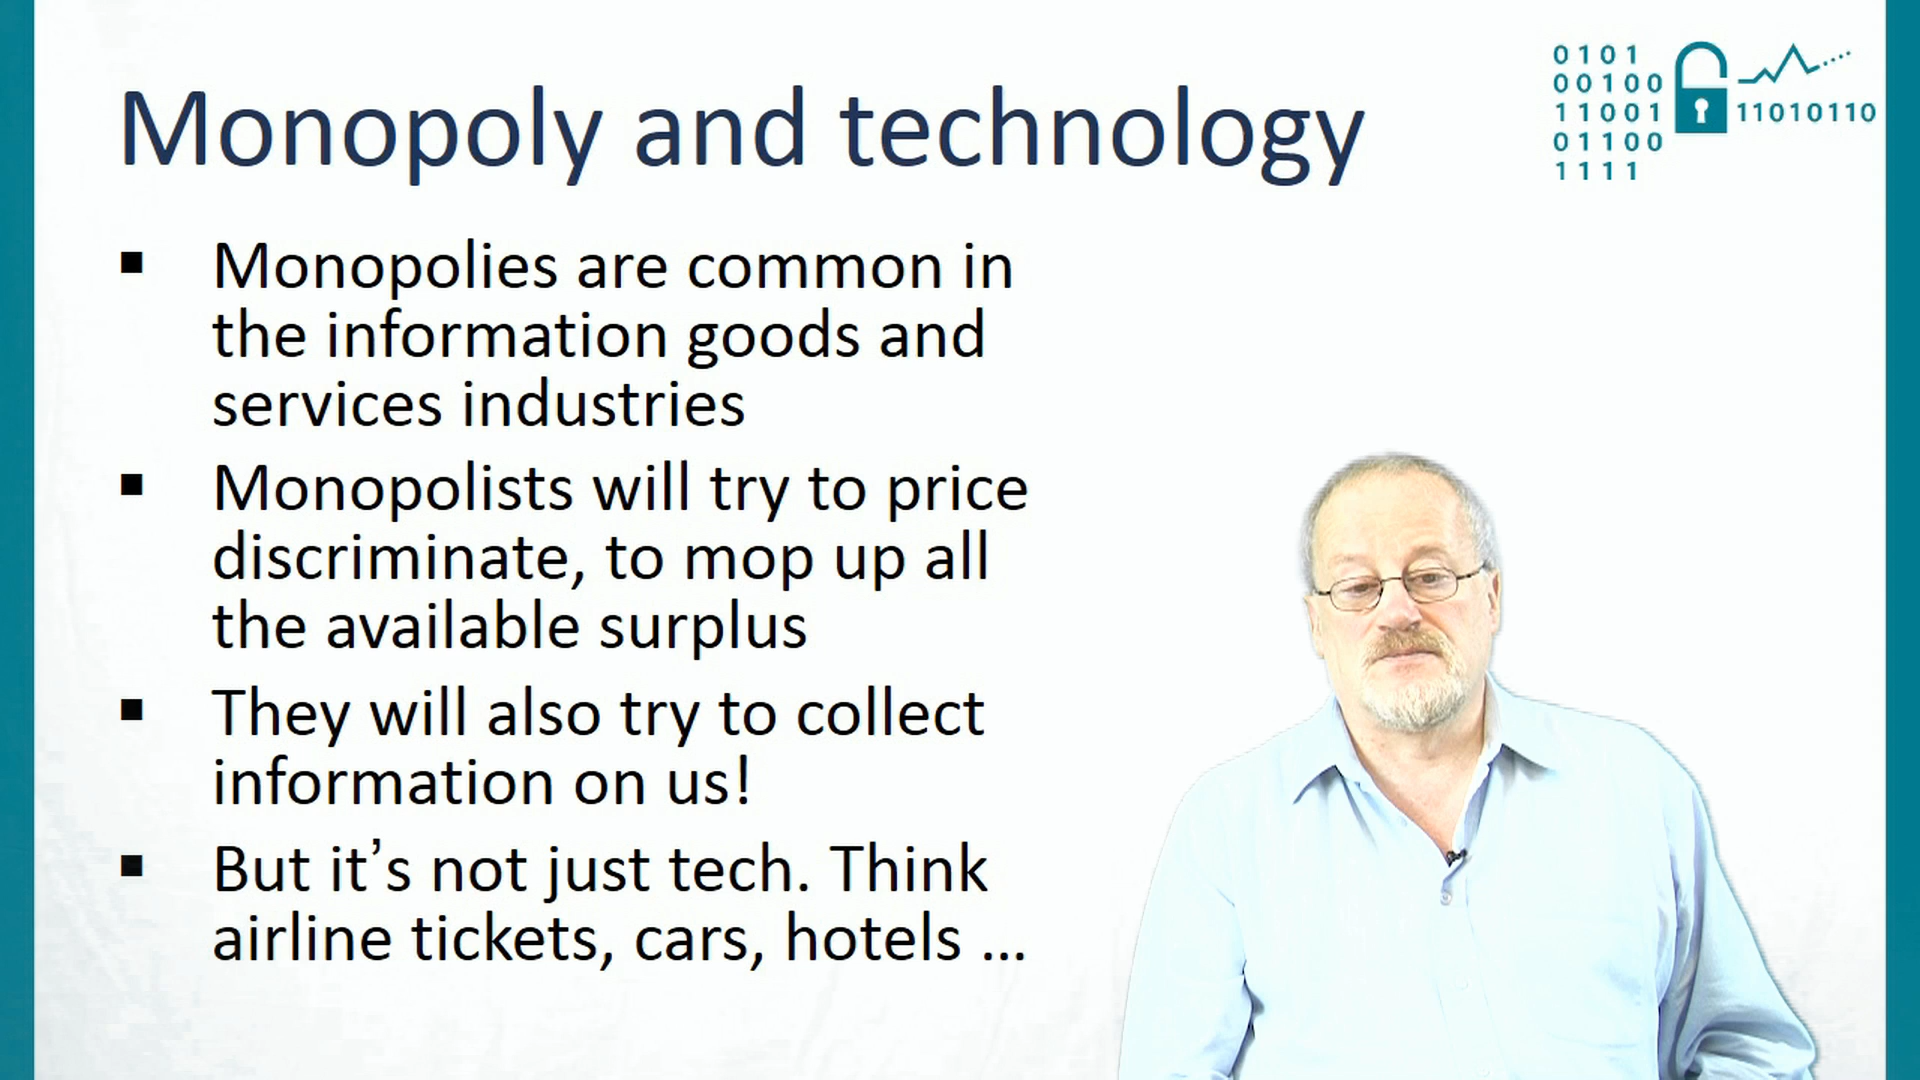 Monopoly and technology
0101
00100
11001
01100
1111
11010110
▪ Monopolies are common in
the information goods and
services industries
▪ Monopolists will try to price
discriminate, to mop up all
the available surplus
▪ They will also try to collect
information on us!
▪ But it’s not just tech. Think
airline tickets, cars, hotels ...